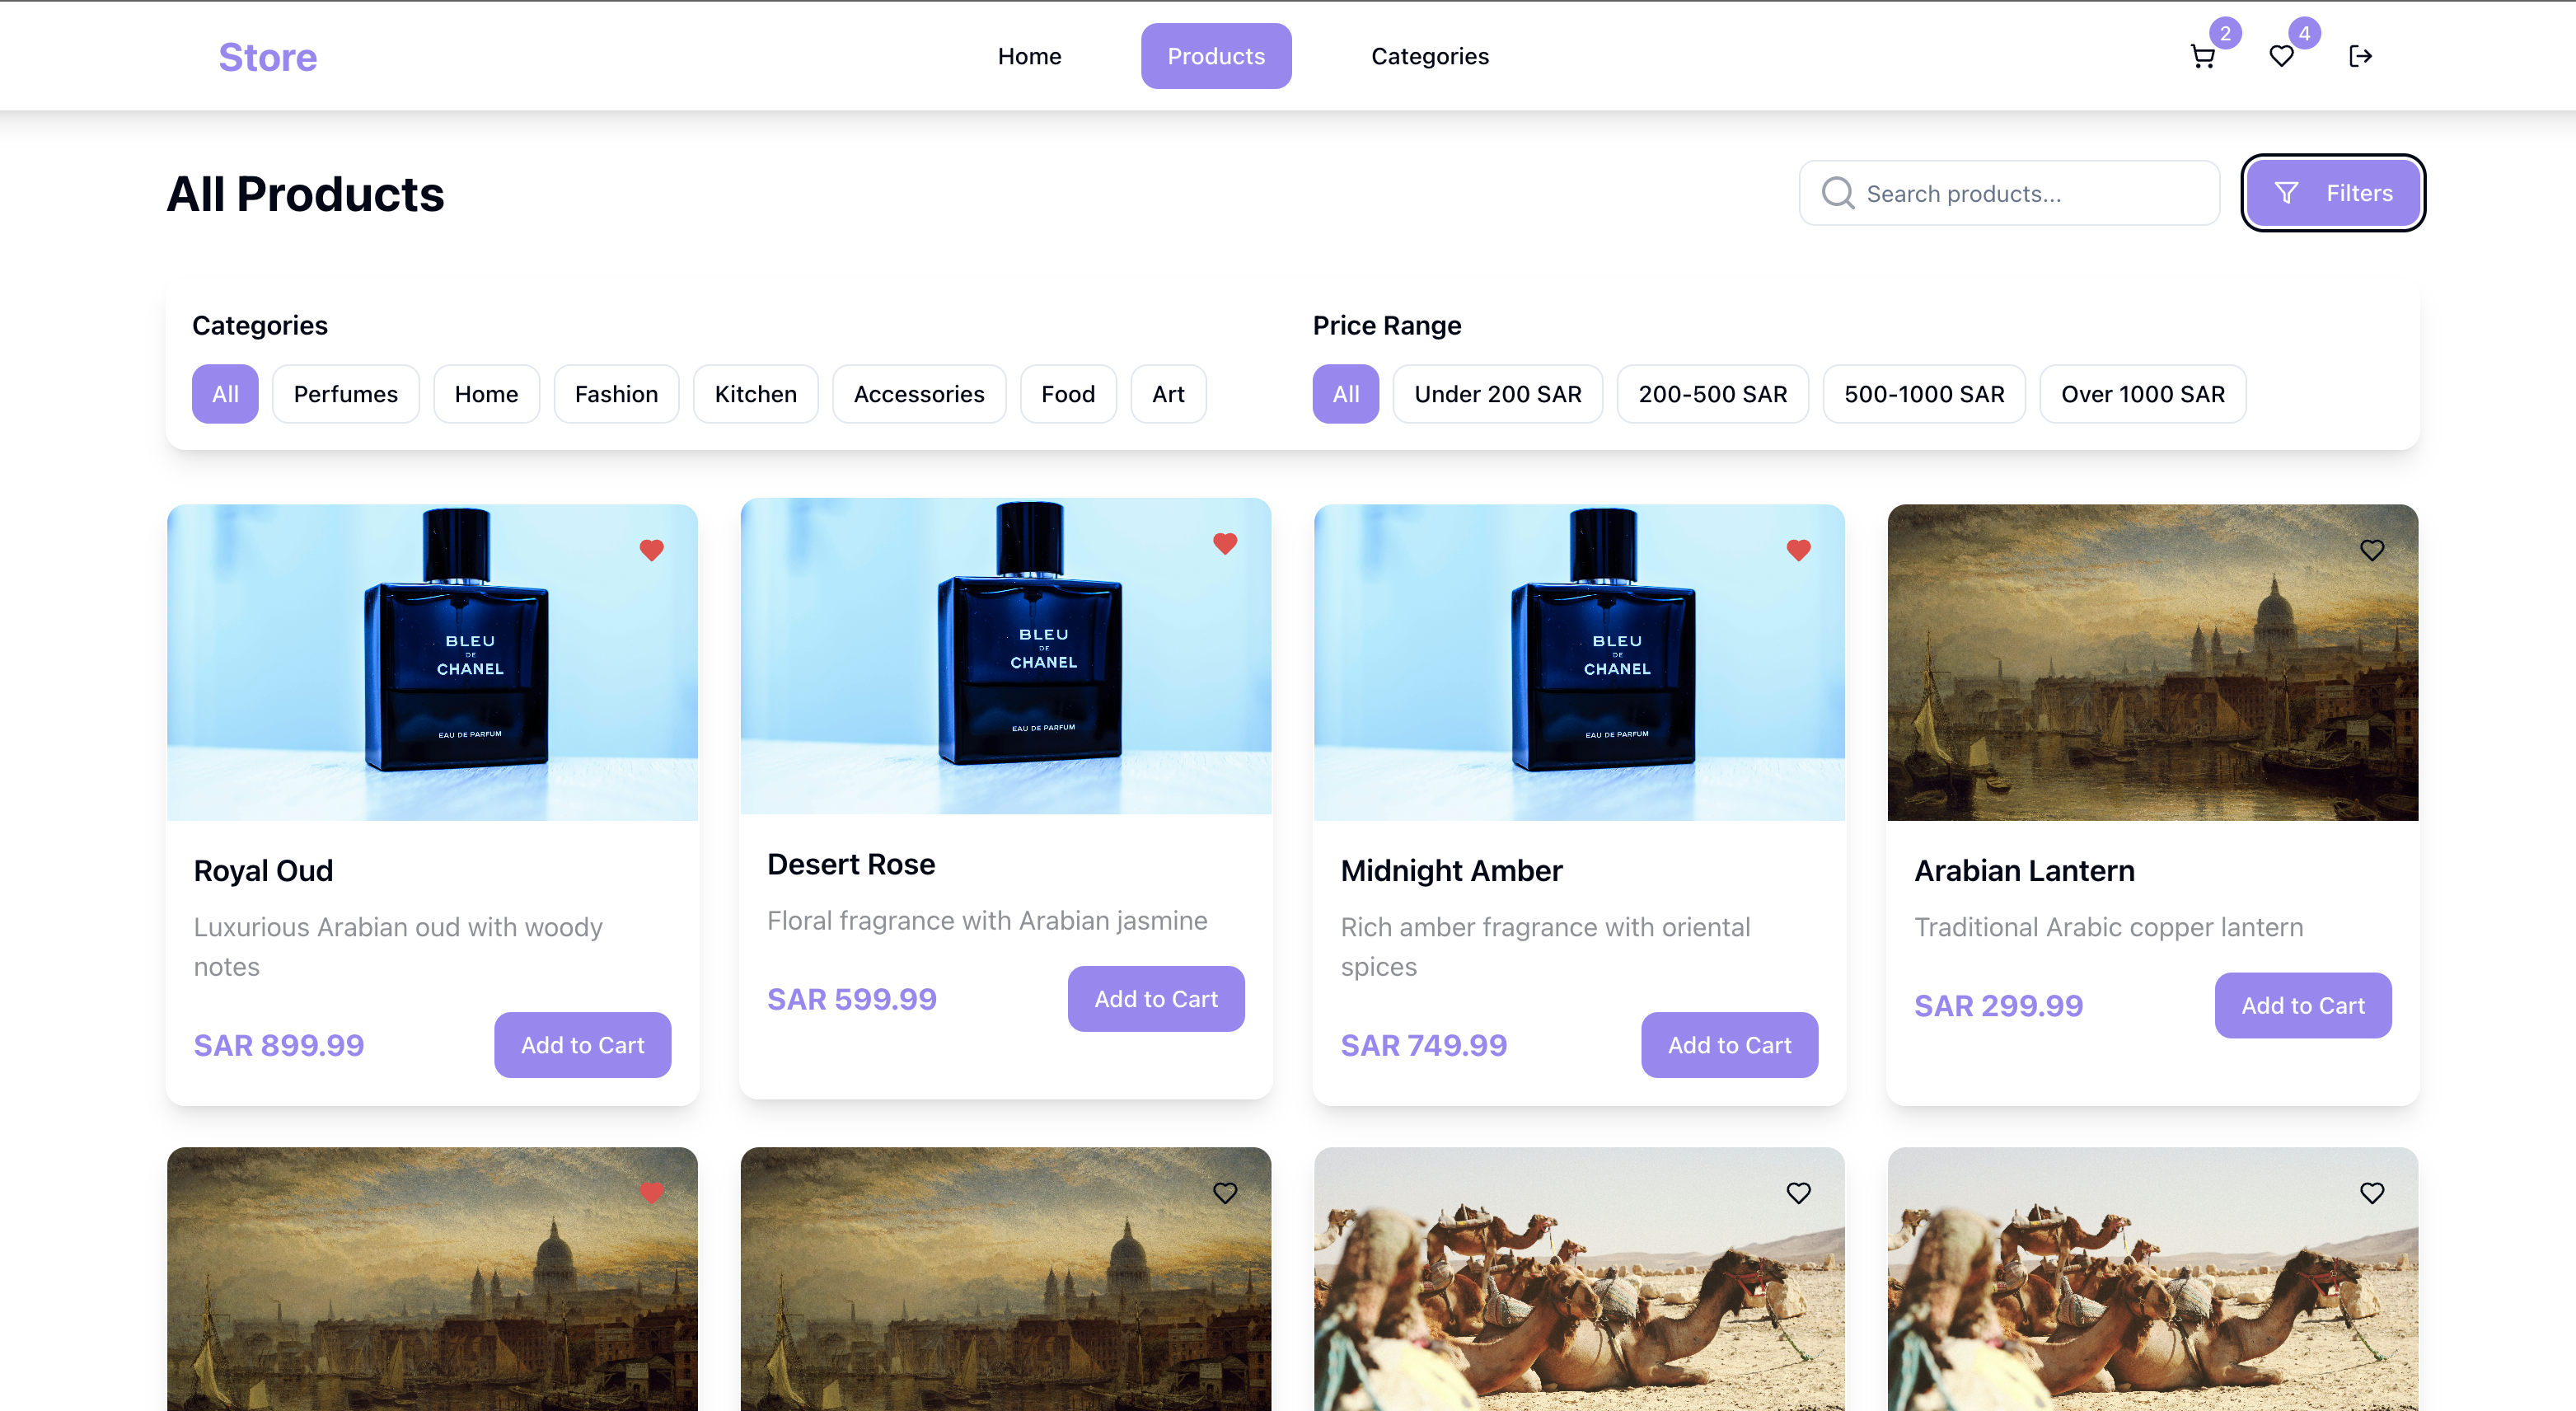 Store
Home
Products
Categories
2
4
All Products
Search products...
Filters
Categories
All
Perfumes
Home
Fashion
Kitchen
Accessories
Food
Art
Price Range
All
Under 200 SAR
200-500 SAR
500-1000 SAR
Over 1000 SAR
BLEU
DE
CHANEL
EAU DE PARFUM
Royal Oud
Luxurious Arabian oud with woody
notes
SAR 899.99
Add to Cart
BLEU
DE
CHANEL
EAU DE PARFUM
Desert Rose
Floral fragrance with Arabian jasmine
SAR 599.99
Add to Cart
BLEU
DE
CHANEL
EAU DE PARFUM
Midnight Amber
Rich amber fragrance with oriental
spices
SAR 749.99
Add to Cart
Arabian Lantern
Traditional Arabic copper lantern
SAR 299.99
Add to Cart